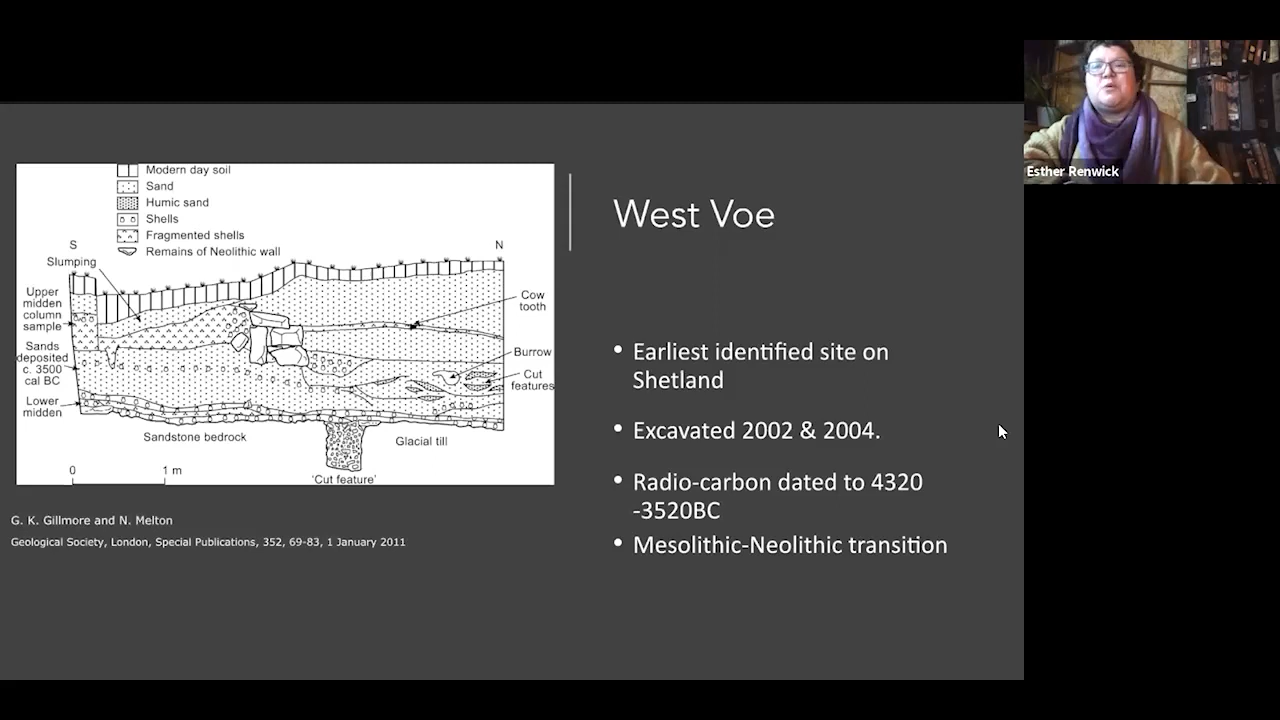 Modern day soil
Sand
Humic sand
Shells
Fragmented shells
Remains of Neolithic wall
S
N
Slumping
Upper
midden
column
sample
Sands
deposited
c. 3500
cal BC
Lower
midden
Cow
tooth
Burrow
Cut
features
Sandstone bedrock
Glacial till
0
1 m
'Cut feature'
G. K. Gillmore and N. Melton
Geological Society, London, Special Publications, 352, 69-83, 1 January 2011
West Voe
• Earliest identified site on
Shetland
• Excavated 2002 & 2004.
• Radio-carbon dated to 4320
-3520BC
• Mesolithic-Neolithic transition
Esther Renwick